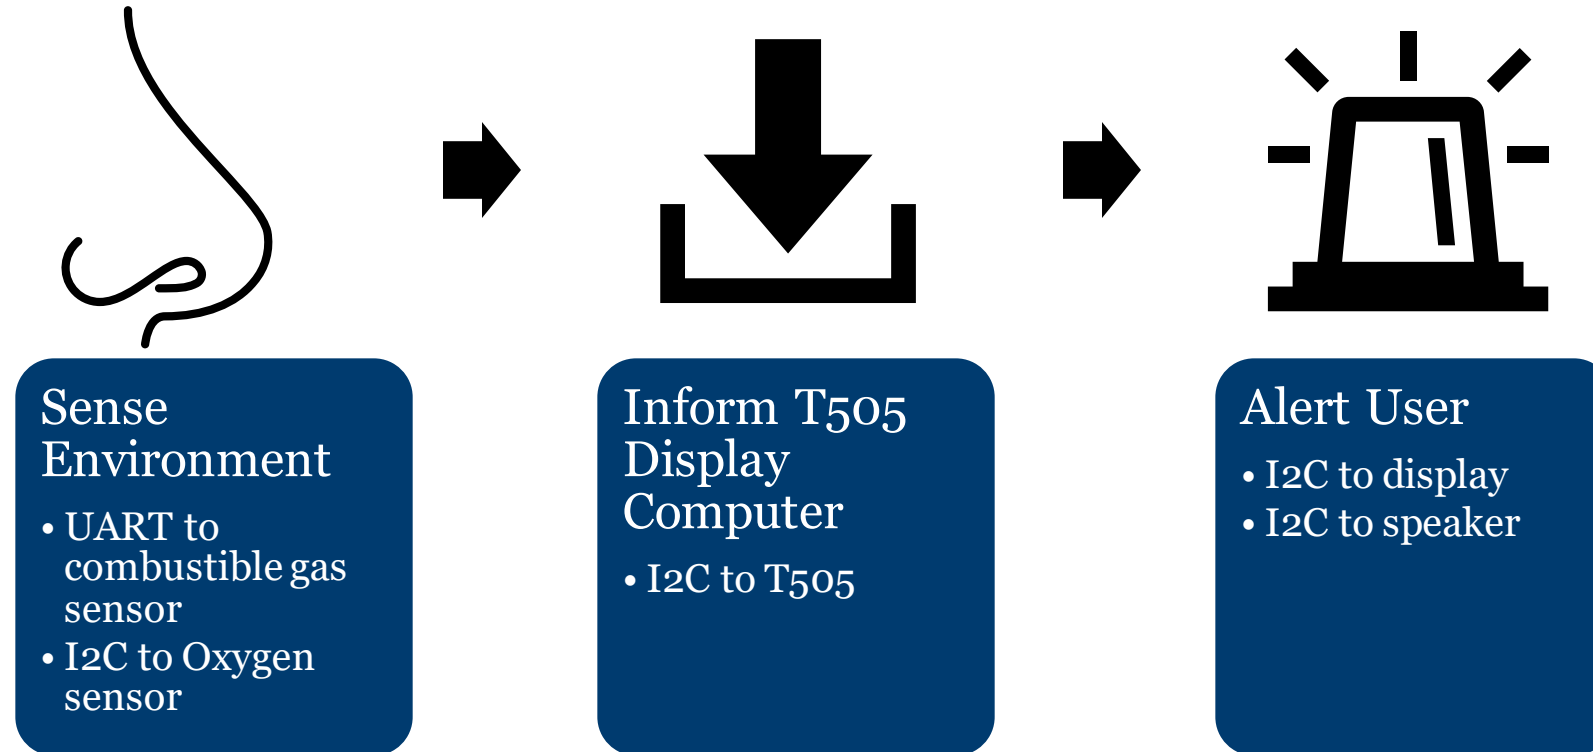 Sense
Environment
• UART to
combustible gas
sensor
• I2C to Oxygen
sensor
Inform T505
Display
Computer
• I2C to T505
Alert User
• I2C to display
• I2C to speaker